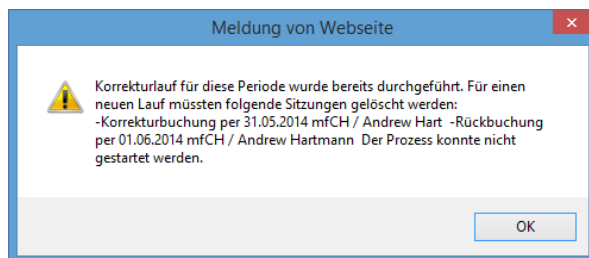 Meldung von Webseite
Korrekturlauf für diese Periode wurde bereits durchgeführt. Für einen
neuen Lauf müssten folgende Sitzungen gelöscht werden:
-Korrekturbuchung per 31.05.2014 mfCH / Andrew Hart  -Rückbuchung
per 01.06.2014 mfCH / Andrew Hartmann  Der Prozess konnte nicht
gestartet werden.
OK